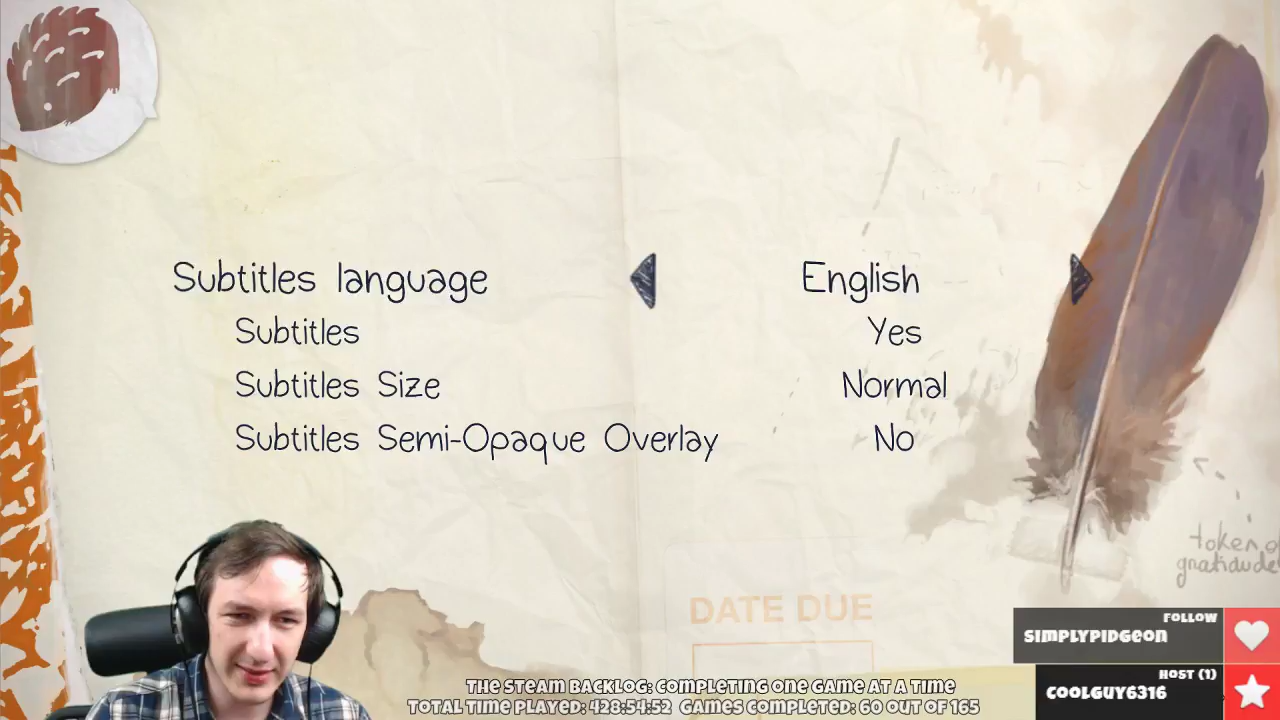 Subtitles language English
Subtitles Yes
Subtitles Size Normal
Subtitles Semi-Opaque Overlay No
token of
gratidude
DATE DUE
FOLLOW
SIMPLYPIDGEON
HOST (1)
COOLGUY6316
THE STEAM BACKLOG: COMPLETING ONE GAME AT A TIME
TOTAL TIME PLAYED: 428:54:52 GAMES COMPLETED: 60 OUT OF 165